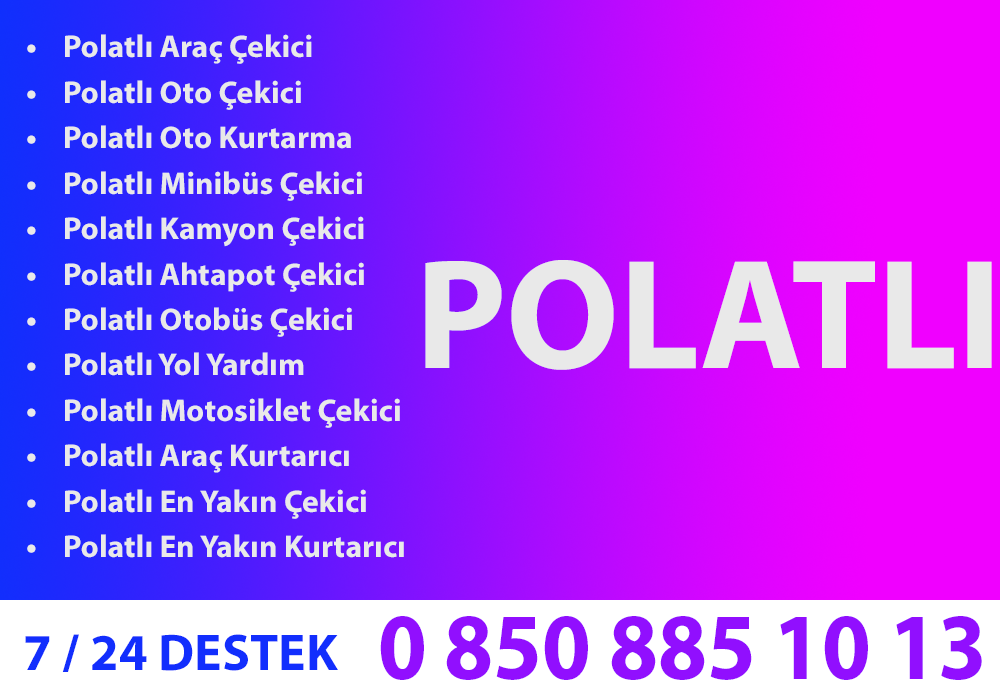 • Polatlı Araç Çekici
• Polatlı Oto Çekici
• Polatlı Oto Kurtarma
• Polatlı Minibüs Çekici
• Polatlı Kamyon Çekici
• Polatlı Ahtapot Çekici
• Polatlı Otobüs Çekici
• Polatlı Yol Yardım
• Polatlı Motosiklet Çekici
• Polatlı Araç Kurtarıcı
• Polatlı En Yakın Çekici
• Polatlı En Yakın Kurtarıcı
POLATLI
7 / 24 DESTEK 0 850 885 10 13